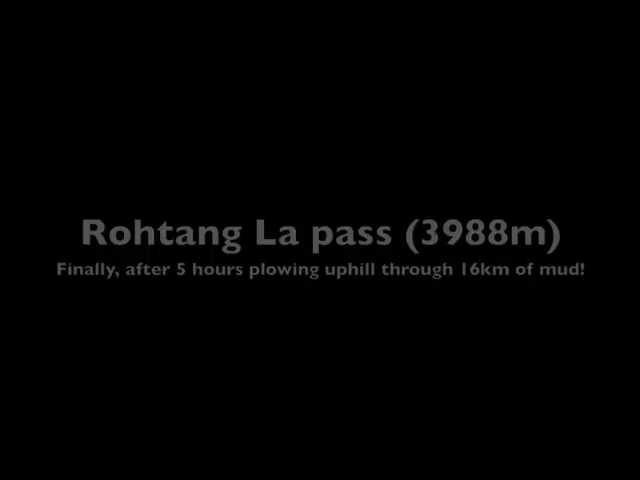 Rohtang La pass (3988m)
Finally, after 5 hours plowing uphill through 16km of mud!